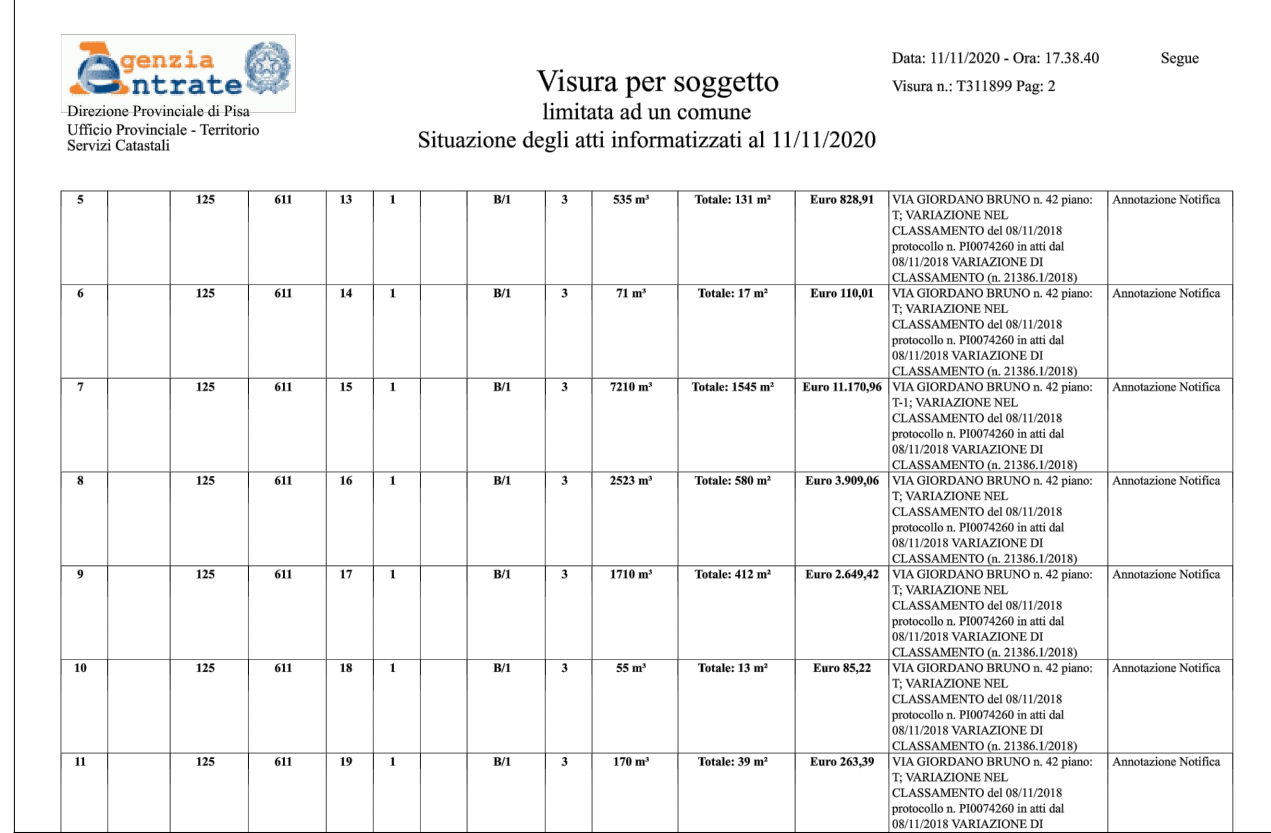 Agenzia
Entrate
Direzione Provinciale di Pisa
Ufficio Provinciale - Territorio
Servizi Catastali
Visura per soggetto
limitata ad un comune
Situazione degli atti informatizzati al 11/11/2020
Data: 11/11/2020 - Ora: 17.38.40 Segue
Visura n.: T311899 Pag: 2
5 125 611 13 1 B/1 3 535 m³ Totale: 131 m² Euro 828,91 VIA GIORDANO BRUNO n. 42 piano: Annotazione Notifica
T; VARIAZIONE NEL
CLASSAMENTO del 08/11/2018
protocollo n. PI0074260 in atti dal
08/11/2018 VARIAZIONE DI
CLASSAMENTO (n. 21386.1/2018)
6 125 611 14 1 B/1 3 71 m³ Totale: 17 m² Euro 110,01 VIA GIORDANO BRUNO n. 42 piano: Annotazione Notifica
T; VARIAZIONE NEL
CLASSAMENTO del 08/11/2018
protocollo n. PI0074260 in atti dal
08/11/2018 VARIAZIONE DI
CLASSAMENTO (n. 21386.1/2018)
7 125 611 15 1 B/1 3 7210 m³ Totale: 1545 m² Euro 11.170,96 VIA GIORDANO BRUNO n. 42 piano: Annotazione Notifica
T-1; VARIAZIONE NEL
CLASSAMENTO del 08/11/2018
protocollo n. PI0074260 in atti dal
08/11/2018 VARIAZIONE DI
CLASSAMENTO (n. 21386.1/2018)
8 125 611 16 1 B/1 3 2523 m³ Totale: 580 m² Euro 3.909,06 VIA GIORDANO BRUNO n. 42 piano: Annotazione Notifica
T; VARIAZIONE NEL
CLASSAMENTO del 08/11/2018
protocollo n. PI0074260 in atti dal
08/11/2018 VARIAZIONE DI
CLASSAMENTO (n. 21386.1/2018)
9 125 611 17 1 B/1 3 1710 m³ Totale: 412 m² Euro 2.649,42 VIA GIORDANO BRUNO n. 42 piano: Annotazione Notifica
T; VARIAZIONE NEL
CLASSAMENTO del 08/11/2018
protocollo n. PI0074260 in atti dal
08/11/2018 VARIAZIONE DI
CLASSAMENTO (n. 21386.1/2018)
10 125 611 18 1 B/1 3 55 m³ Totale: 13 m² Euro 85,22 VIA GIORDANO BRUNO n. 42 piano: Annotazione Notifica
T; VARIAZIONE NEL
CLASSAMENTO del 08/11/2018
protocollo n. PI0074260 in atti dal
08/11/2018 VARIAZIONE DI
CLASSAMENTO (n. 21386.1/2018)
11 125 611 19 1 B/1 3 170 m³ Totale: 39 m² Euro 263,39 VIA GIORDANO BRUNO n. 42 piano: Annotazione Notifica
T; VARIAZIONE NEL
CLASSAMENTO del 08/11/2018
protocollo n. PI0074260 in atti dal
08/11/2018 VARIAZIONE DI